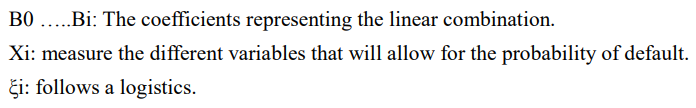 B0 …..Bi: The coefficients representing the linear combination.
Xi: measure the different variables that will allow for the probability of default.
ξi: follows a logistics.